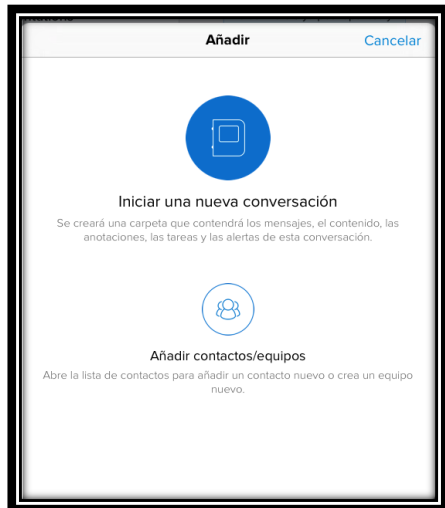 Añadir
Cancelar
Iniciar una nueva conversación
Se creará una carpeta que contendrá los mensajes, el contenido, las
anotaciones, las tareas y las alertas de esta conversación.
Añadir contactos/equipos
Abre la lista de contactos para añadir un contacto nuevo o crea un equipo
nuevo.